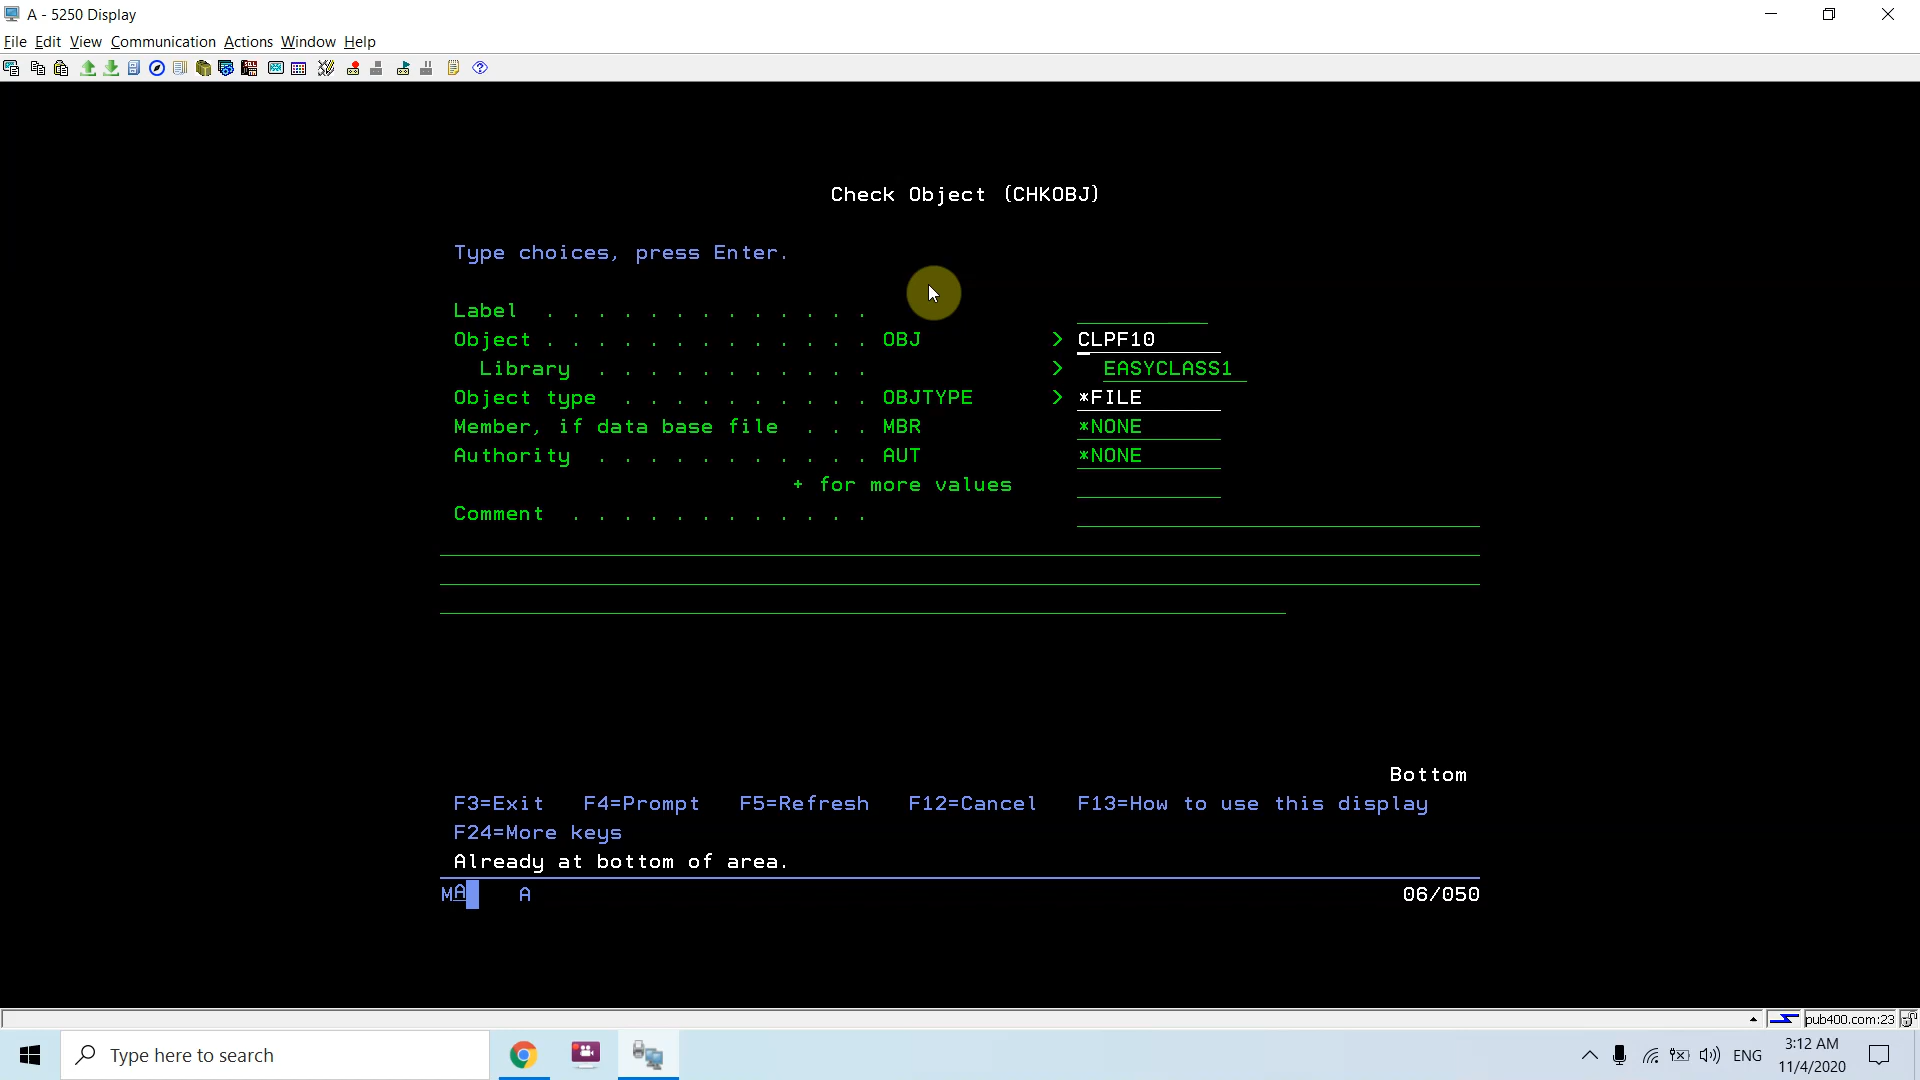 A - 5250 Display
File Edit View Communication Actions Window Help
Check Object (CHKOBJ)
Type choices, press Enter.
Label . . . . . . . . . . . . .
Object . . . . . . . . . . . . . OBJ > CLPF10
Library . . . . . . . . . . . > EASYCLASS1
Object type . . . . . . . . . . OBJTYPE > *FILE
Member, if data base file . . . MBR *NONE
Authority . . . . . . . . . . . AUT *NONE
+ for more values
Comment . . . . . . . . . . . .
Bottom
F3=Exit F4=Prompt F5=Refresh F12=Cancel F13=How to use this display
F24=More keys
Already at bottom of area.
MA A 06/050
pub400.com:23
Type here to search
ENG
3:12 AM
11/4/2020